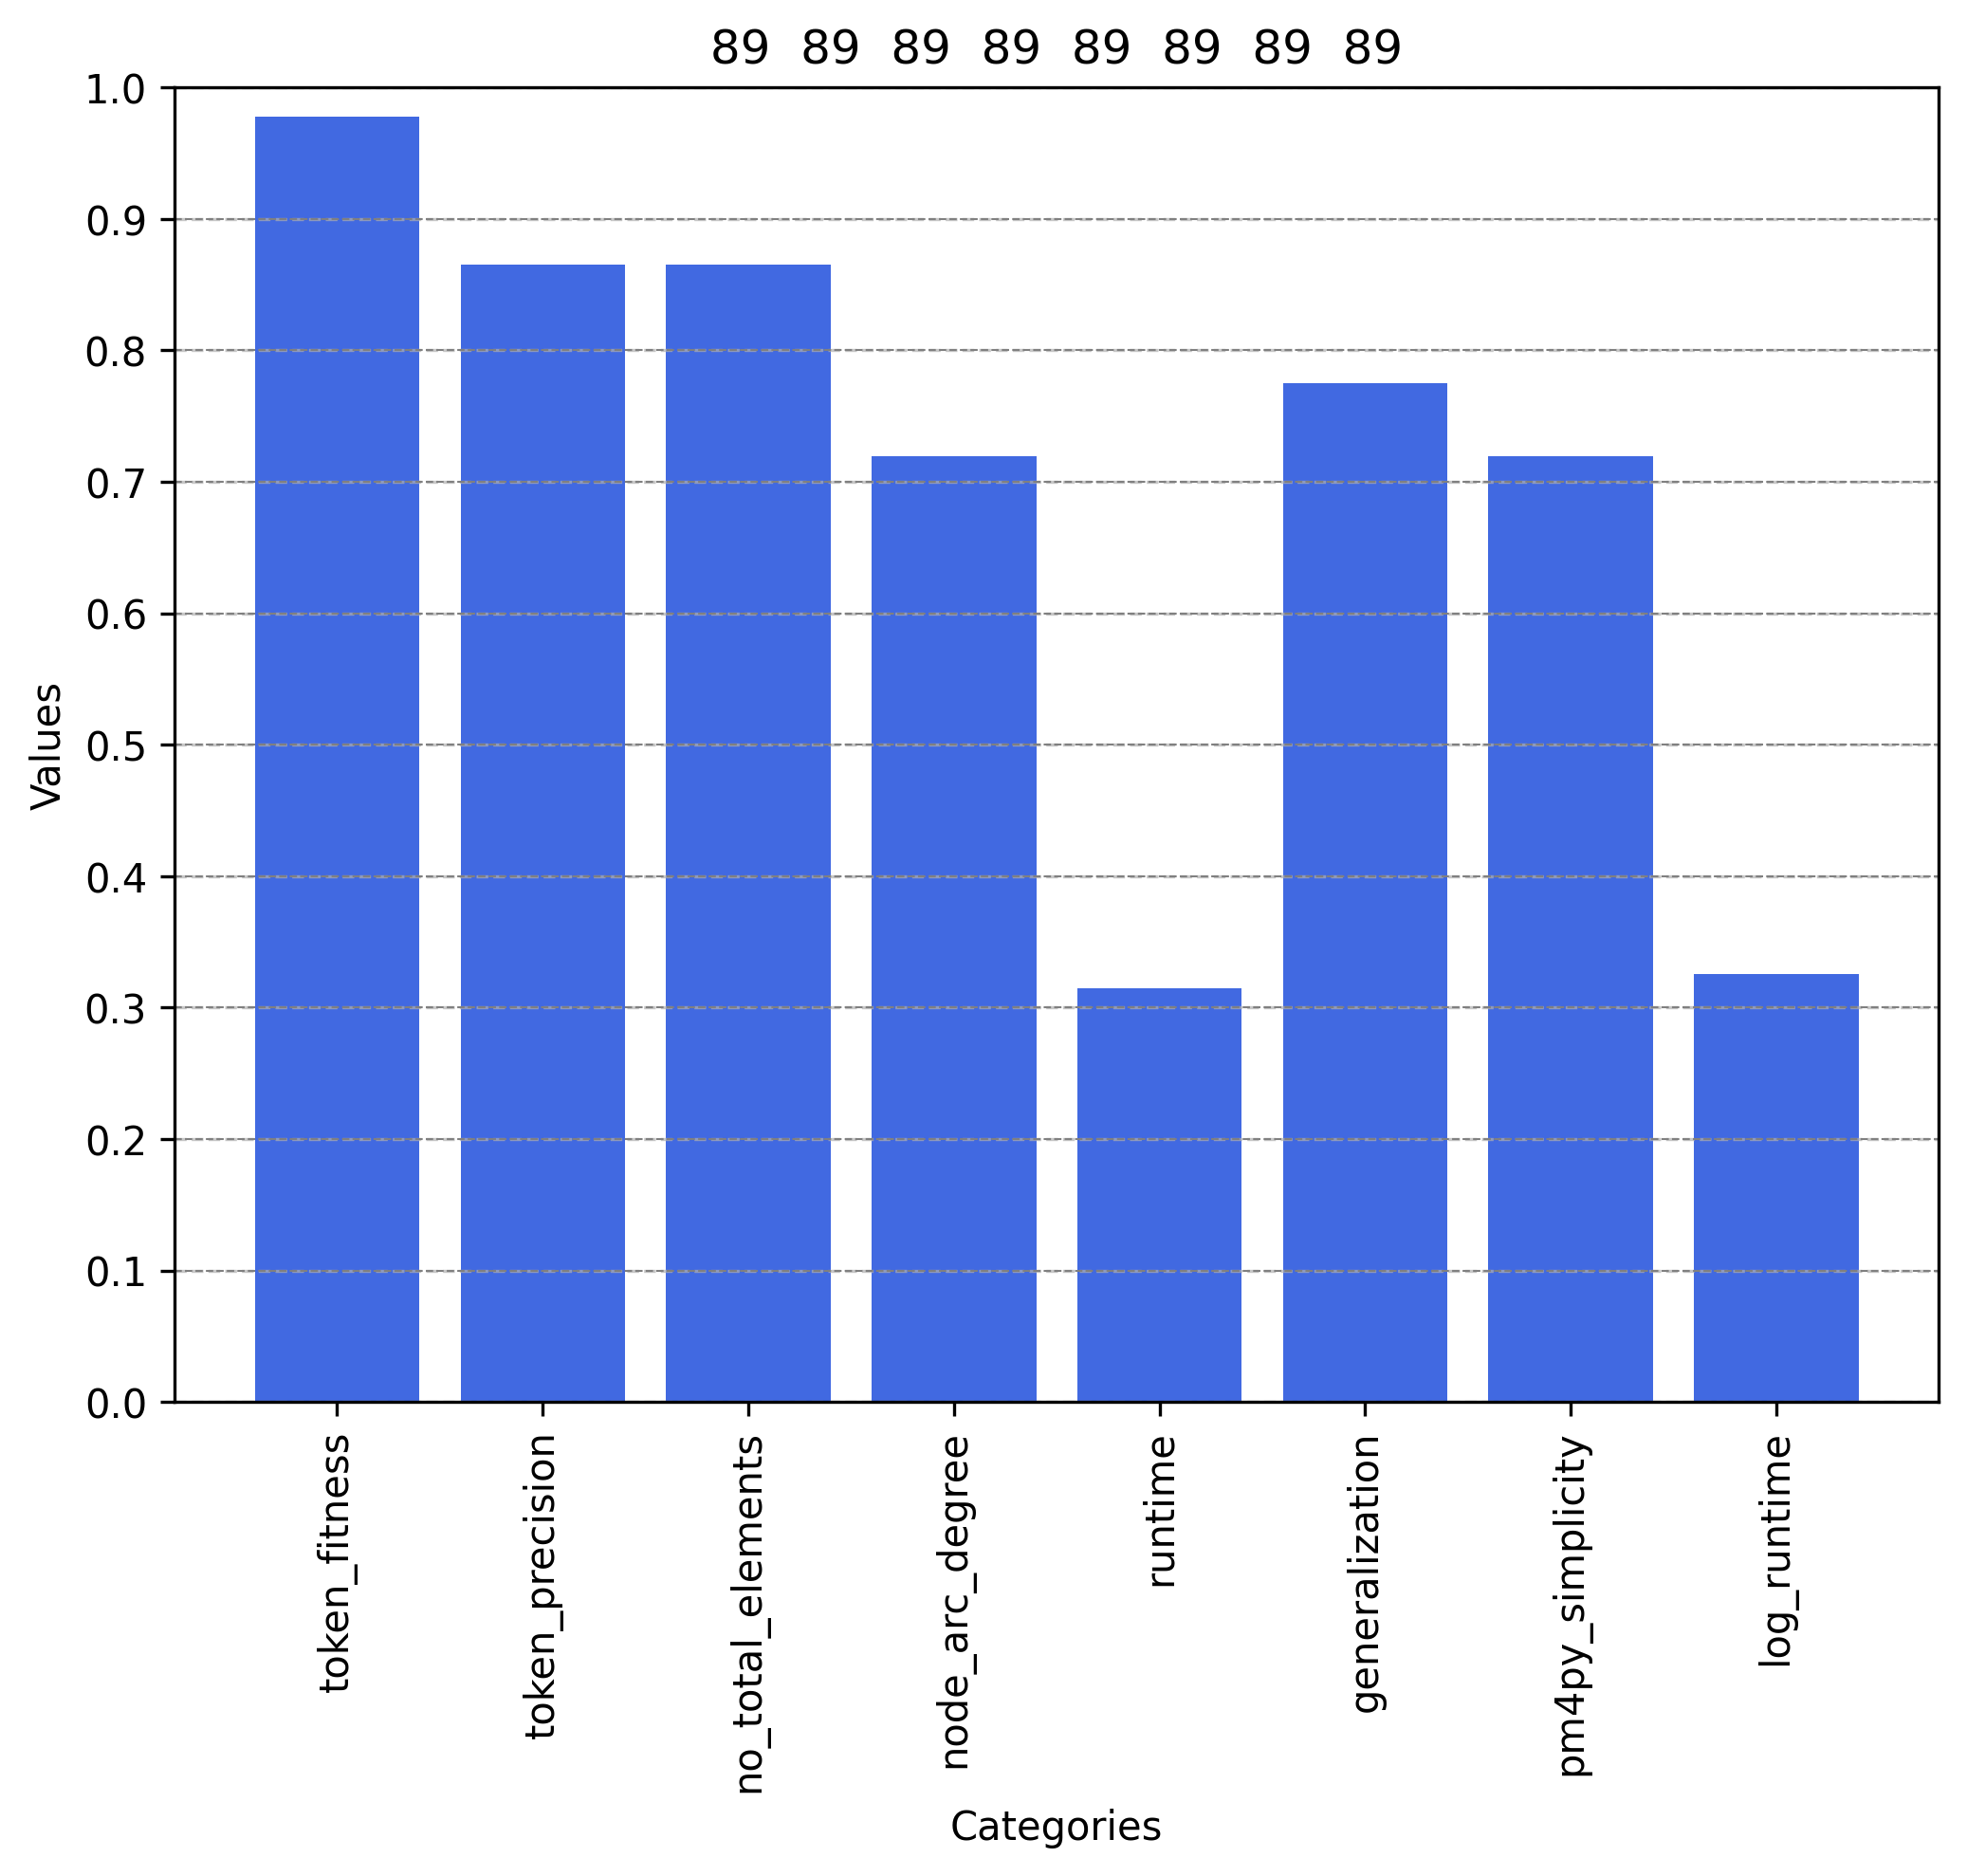 89 89 89 89 89 89 89 89
1.0
0.9
0.8
0.7
0.6
0.5
0.4
0.3
0.2
0.1
0.0
Values
token_fitness
token_precision
no_total_elements
node_arc_degree
runtime
generalization
pm4py_simplicity
log_runtime
Categories